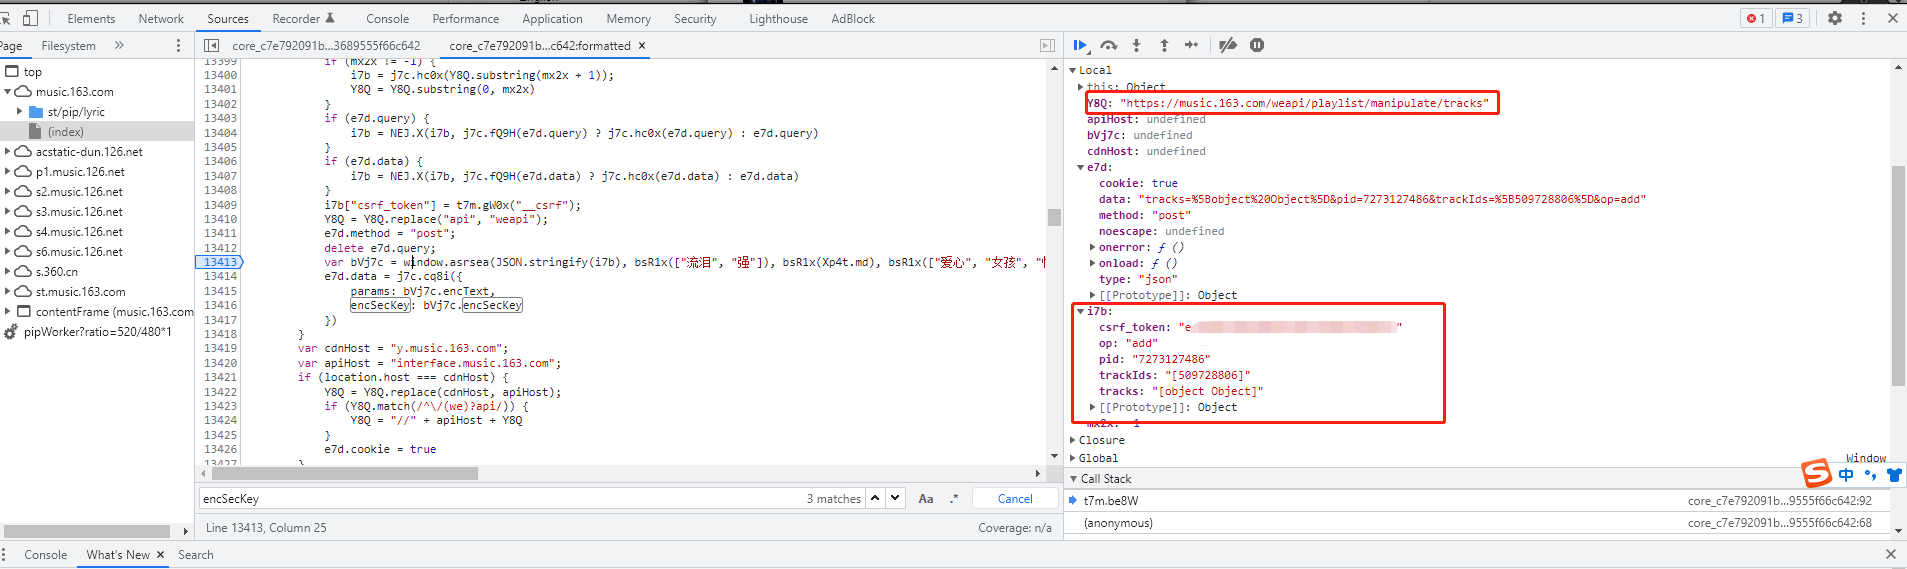 Elements Network Sources Recorder Console Performance Application Memory Security Lighthouse AdBlock 1 3
Page Filesystem
core_c7e792091b...3689555f66c642 core_c7e792091b...c642:formatted
top
music.163.com
st/pip/lyric
(index)
acstatic-dun.126.net
p1.music.126.net
s2.music.126.net
s3.music.126.net
s4.music.126.net
s6.music.126.net
s.360.cn
st.music.163.com
contentFrame (music.163.com
pipWorker?ratio=520/480*1
13399 if (mx2x != -1) {
13400 i7b = j7c.hc0x(Y8Q.substring(mx2x + 1));
13401 Y8Q = Y8Q.substring(0, mx2x)
13402 }
13403 if (e7d.query) {
13404 i7b = NEJ.X(i7b, j7c.fQ9H(e7d.query) ? j7c.hc0x(e7d.query) : e7d.query)
13405 }
13406 if (e7d.data) {
13407 i7b = NEJ.X(i7b, j7c.fQ9H(e7d.data) ? j7c.hc0x(e7d.data) : e7d.data)
13408 }
13409 i7b["csrf_token"] = t7m.gW0x("__csrf");
13410 Y8Q = Y8Q.replace("api", "weapi");
13411 e7d.method = "post";
13412 delete e7d.query;
13413 var bVj7c = window.asrsea(JSON.stringify(i7b), bsR1x(["流泪", "强"]), bsR1x(Xp4t.md), bsR1x(["爱心", "女孩", "
13414 e7d.data = j7c.cq8i({
13415 params: bVj7c.encText,
13416 encSecKey: bVj7c.encSecKey
13417 })
13418 }
13419 var cdnHost = "y.music.163.com";
13420 var apiHost = "interface.music.163.com";
13421 if (location.host === cdnHost) {
13422 Y8Q = Y8Q.replace(cdnHost, apiHost);
13423 if (Y8Q.match(/^\/(we)?api/)) {
13424 Y8Q = "//" + apiHost + Y8Q
13425 }
13426 e7d.cookie = true
13427 }
encSecKey 3 matches Aa .* Cancel
Line 13413, Column 25 Coverage: n/a
Local
this: Object
Y8Q: "https://music.163.com/weapi/playlist/manipulate/tracks"
apiHost: undefined
bVj7c: undefined
cdnHost: undefined
e7d:
cookie: true
data: "tracks=%5Bobject%20Object%5D&pid=7273127486&trackIds=%5B509728806%5D&op=add"
method: "post"
noescape: undefined
onerror: ƒ ()
onload: ƒ ()
type: "json"
[[Prototype]]: Object
i7b:
csrf_token: "e "
op: "add"
pid: "7273127486"
trackIds: "[509728806]"
tracks: "[object Object]"
[[Prototype]]: Object
mx2x: -1
Closure
Global Window
Call Stack
S 中
t7m.be8W core_c7e792091b...9555f66c642:92
(anonymous) core_c7e792091b...9555f66c642:68
Console What's New Search